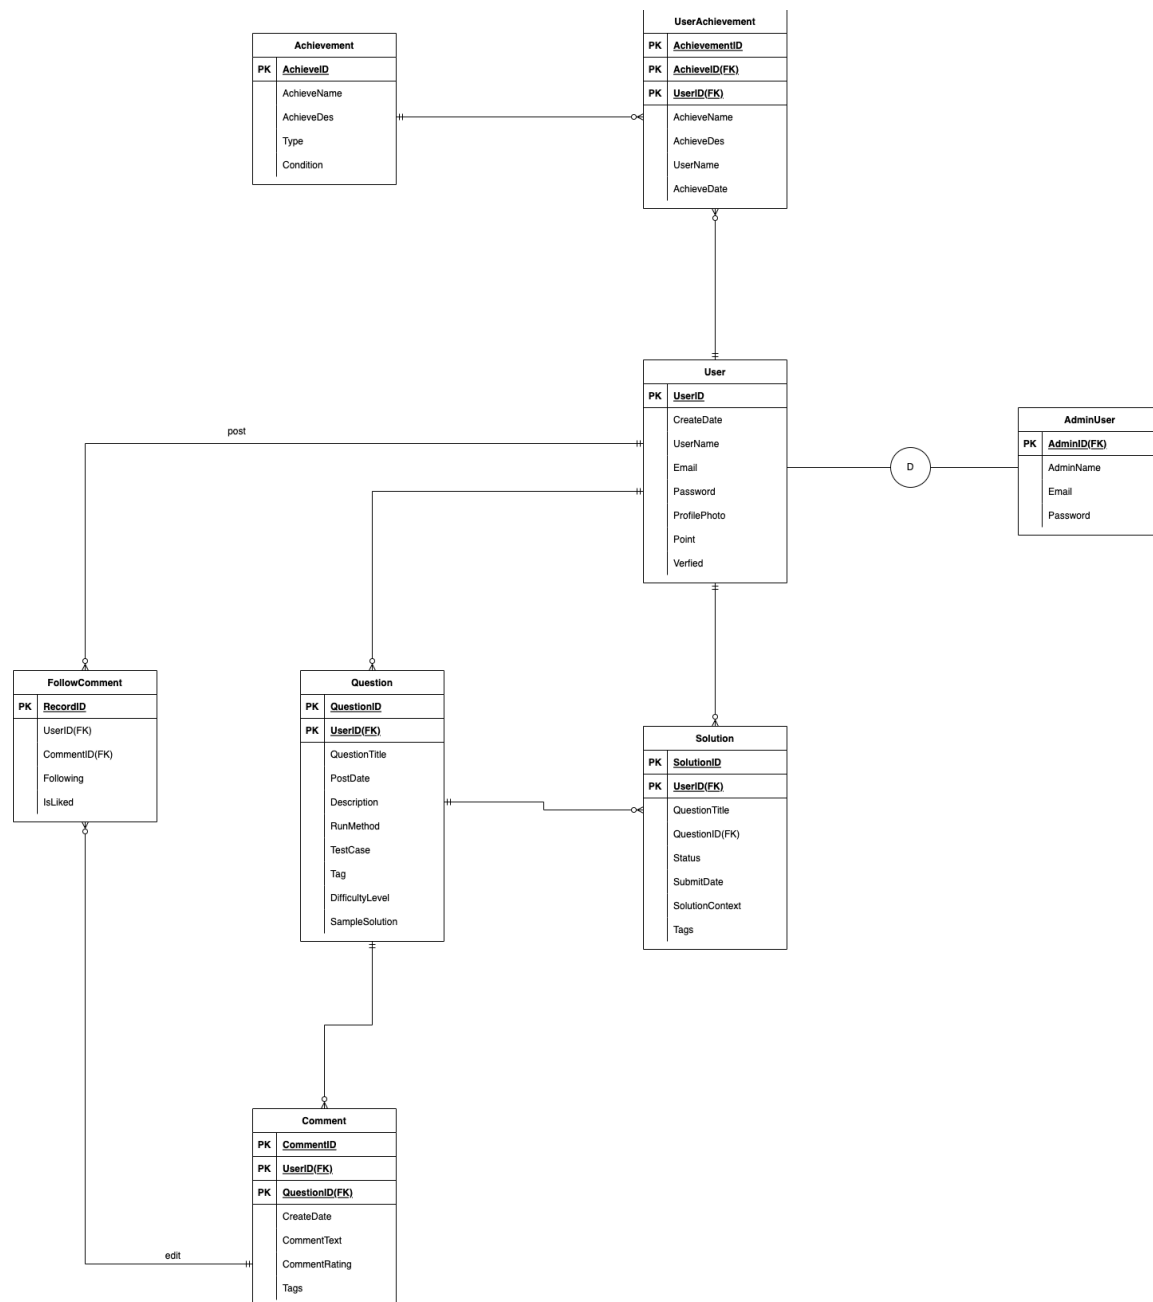 UserAchievement
PK AchievementID
PK AchieveID(FK)
PK UserID(FK)
AchieveName
AchieveDes
UserName
AchieveDate
Achievement
PK AchieveID
AchieveName
AchieveDes
Type
Condition
User
PK UserID
CreateDate
UserName
Email
Password
ProfilePhoto
Point
Verfied
D
AdminUser
PK AdminID(FK)
AdminName
Email
Password
post
FollowComment
PK RecordID
UserID(FK)
CommentID(FK)
Following
IsLiked
Question
PK QuestionID
PK UserID(FK)
QuestionTitle
PostDate
Description
RunMethod
TestCase
Tag
DifficultyLevel
SampleSolution
Solution
PK SolutionID
PK UserID(FK)
QuestionTitle
QuestionID(FK)
Status
SubmitDate
SolutionContext
Tags
Comment
PK CommentID
PK UserID(FK)
PK QuestionID(FK)
CreateDate
CommentText
CommentRating
Tags
edit